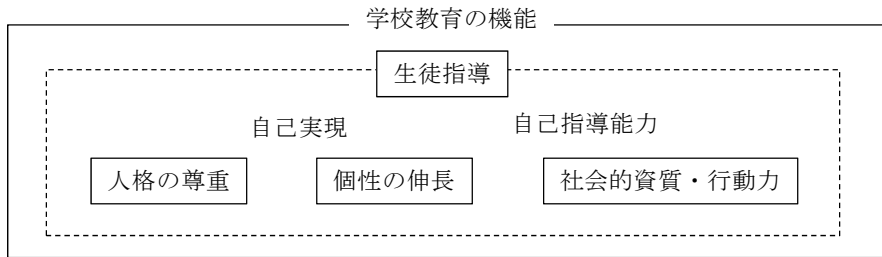 学校教育の機能
生徒指導
自己実現
自己指導能力
人格の尊重
個性の伸長
社会的資質・行動力